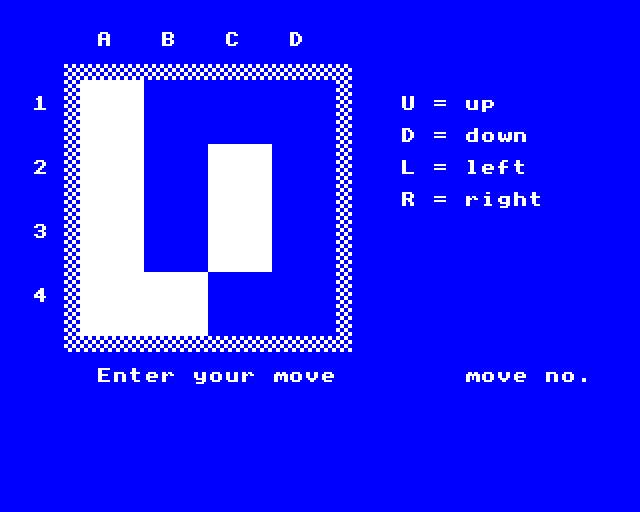 A B C D
1 U = up
D = down
2 L = left
R = right
3
4
Enter your move move no.